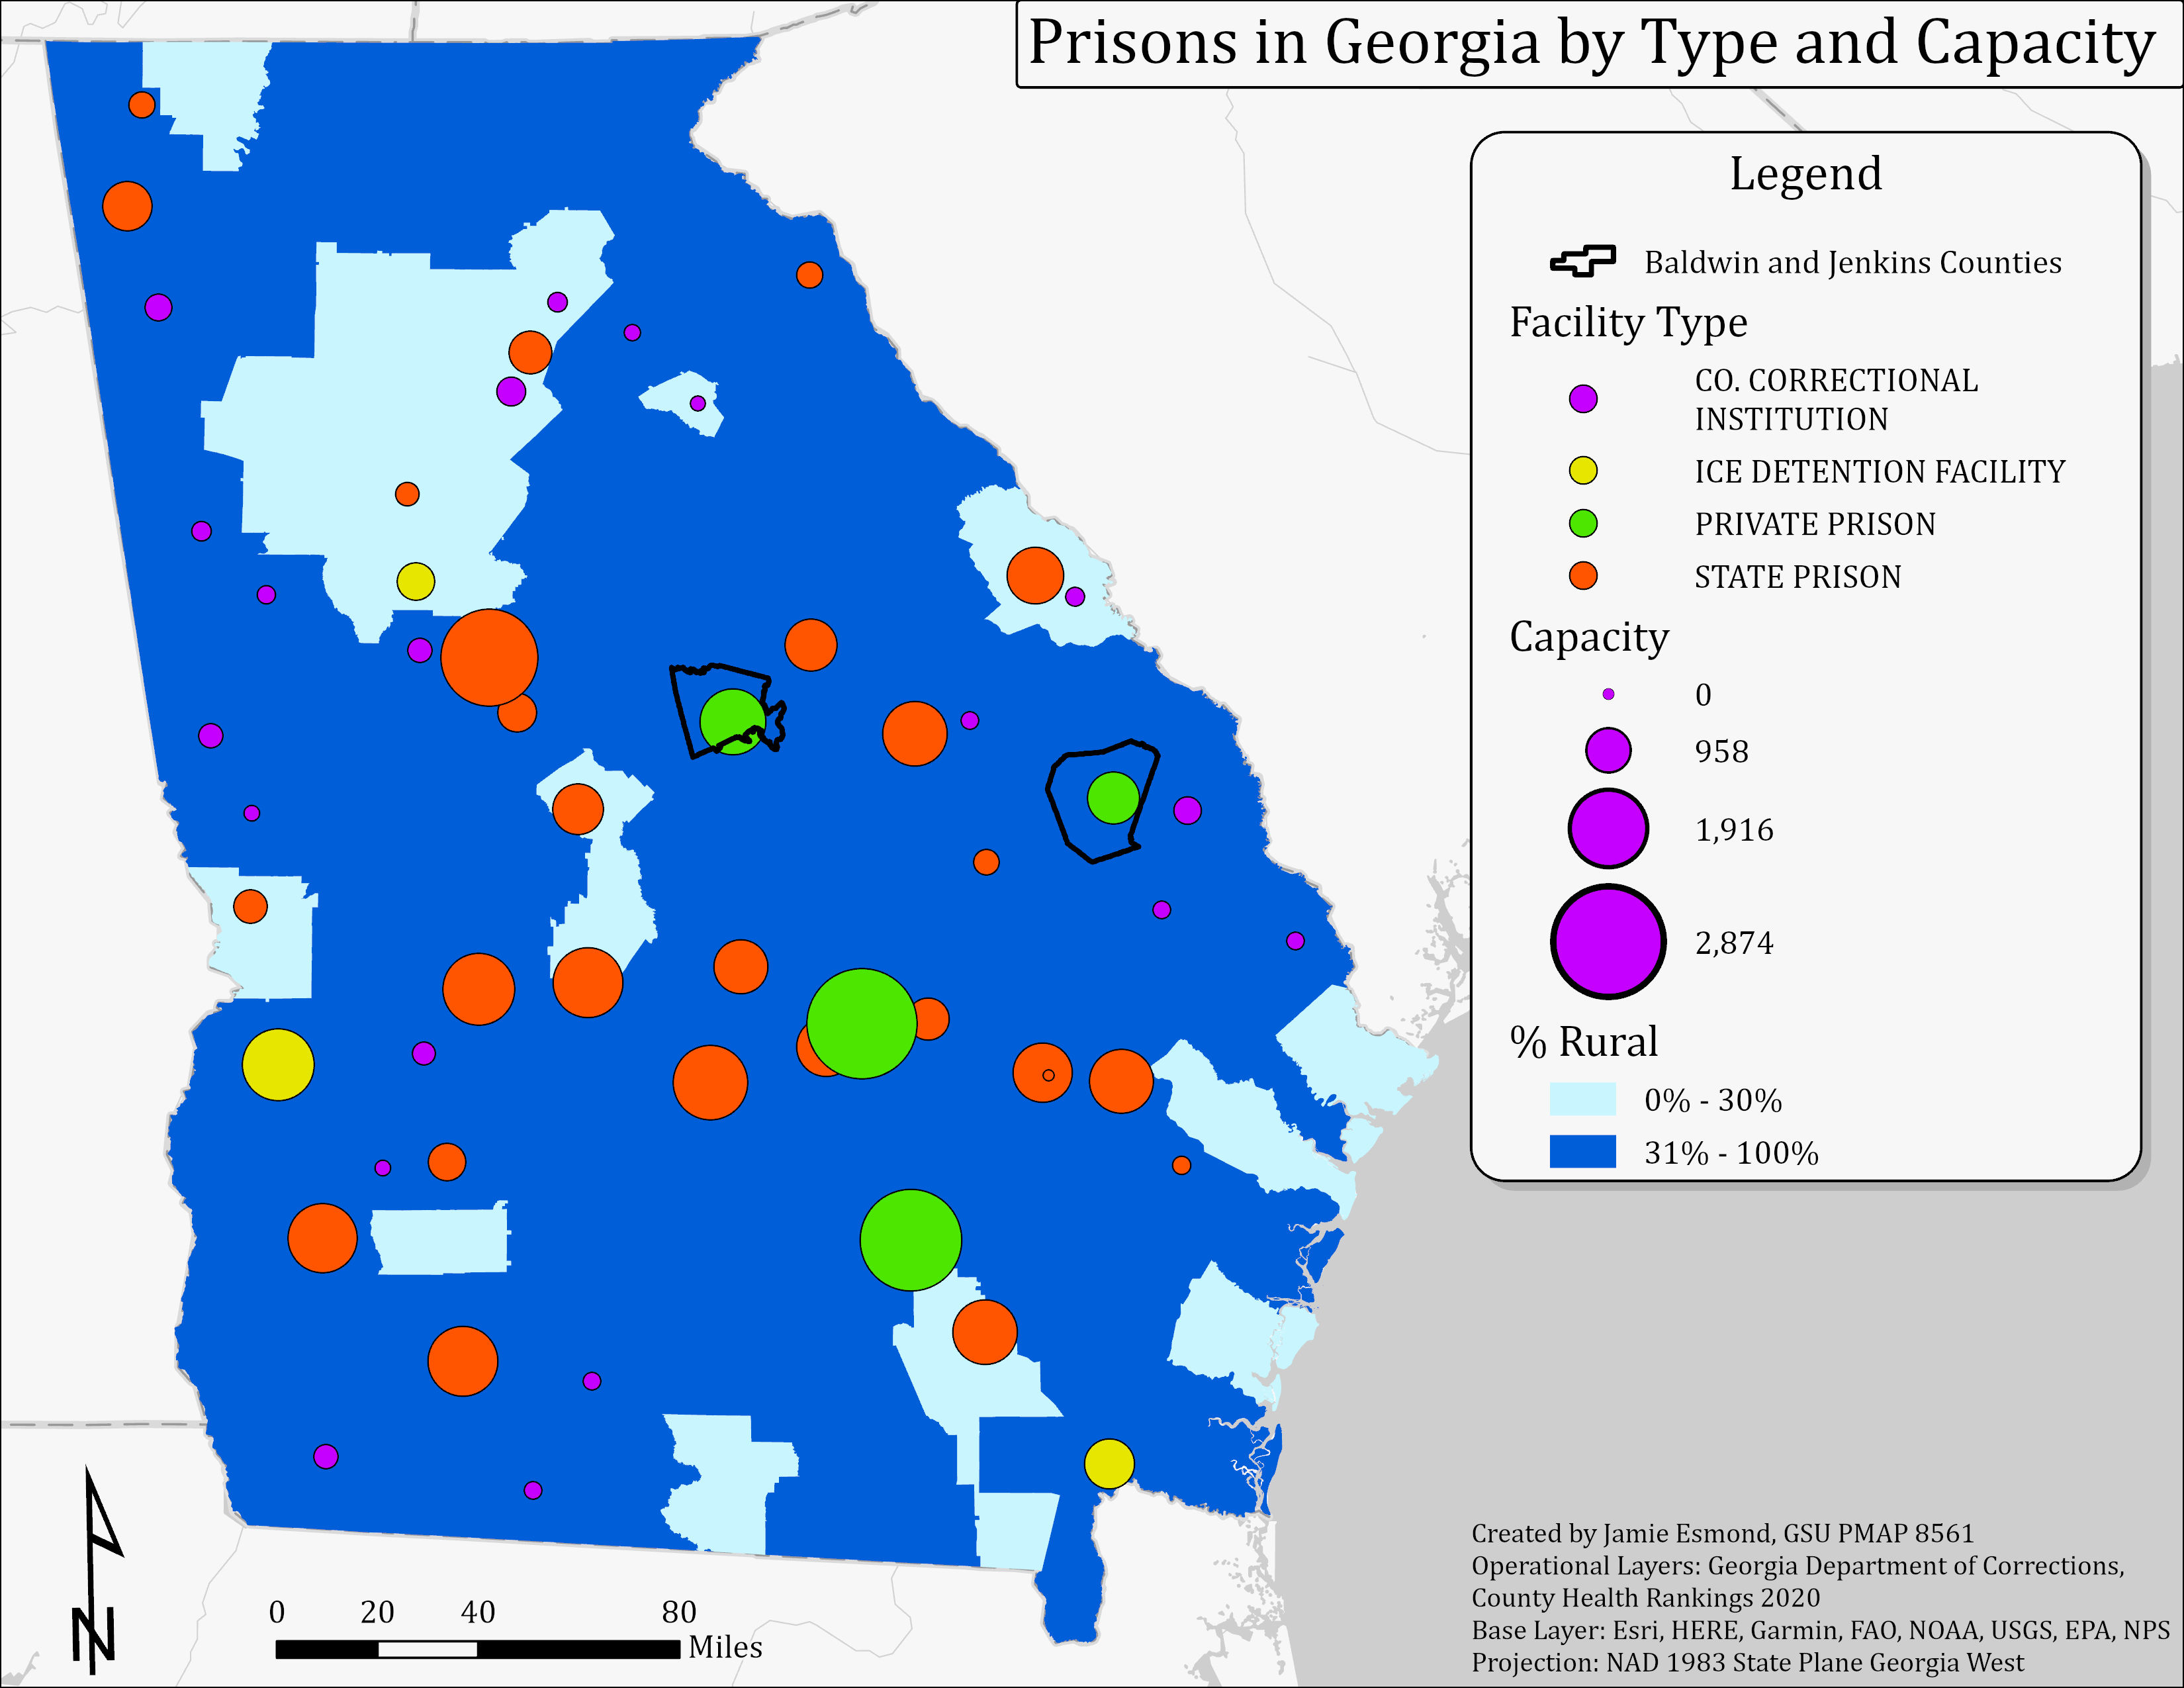 Prisons in Georgia by Type and Capacity
Legend
Baldwin and Jenkins Counties
Facility Type
CO. CORRECTIONAL
INSTITUTION
ICE DETENTION FACILITY
PRIVATE PRISON
STATE PRISON
Capacity
0
958
1,916
2,874
% Rural
0% - 30%
31% - 100%
N
0 20 40 80
Miles
Created by Jamie Esmond, GSU PMAP 8561
Operational Layers: Georgia Department of Corrections,
County Health Rankings 2020
Base Layer: Esri, HERE, Garmin, FAO, NOAA, USGS, EPA, NPS
Projection: NAD 1983 State Plane Georgia West